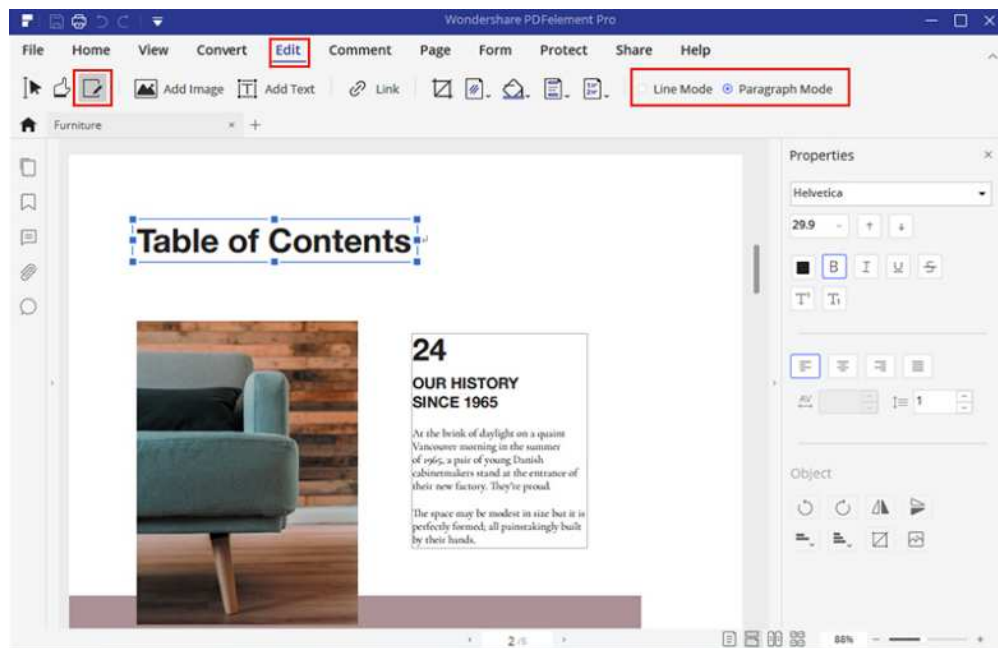 Wondershare PDFelement Pro
File Home View Convert Edit Comment Page Form Protect Share Help
Add Image T Add Text Link Line Mode Paragraph Mode
Furniture × +
Properties ×
Helvetica
Table of Contents
29.9
B I U S
T T
24
OUR HISTORY
SINCE 1965
AV 1
At the brink of daylight on a quaint
Vancouver morning in the summer
of 1965, a pair of young Danish
cabinetmakers stand at the entrance of
their new factory. They're proud.
Object
The space may be modest in size but it is
perfectly formed; all painstakingly built
by their hands.
2 /6 88% - +